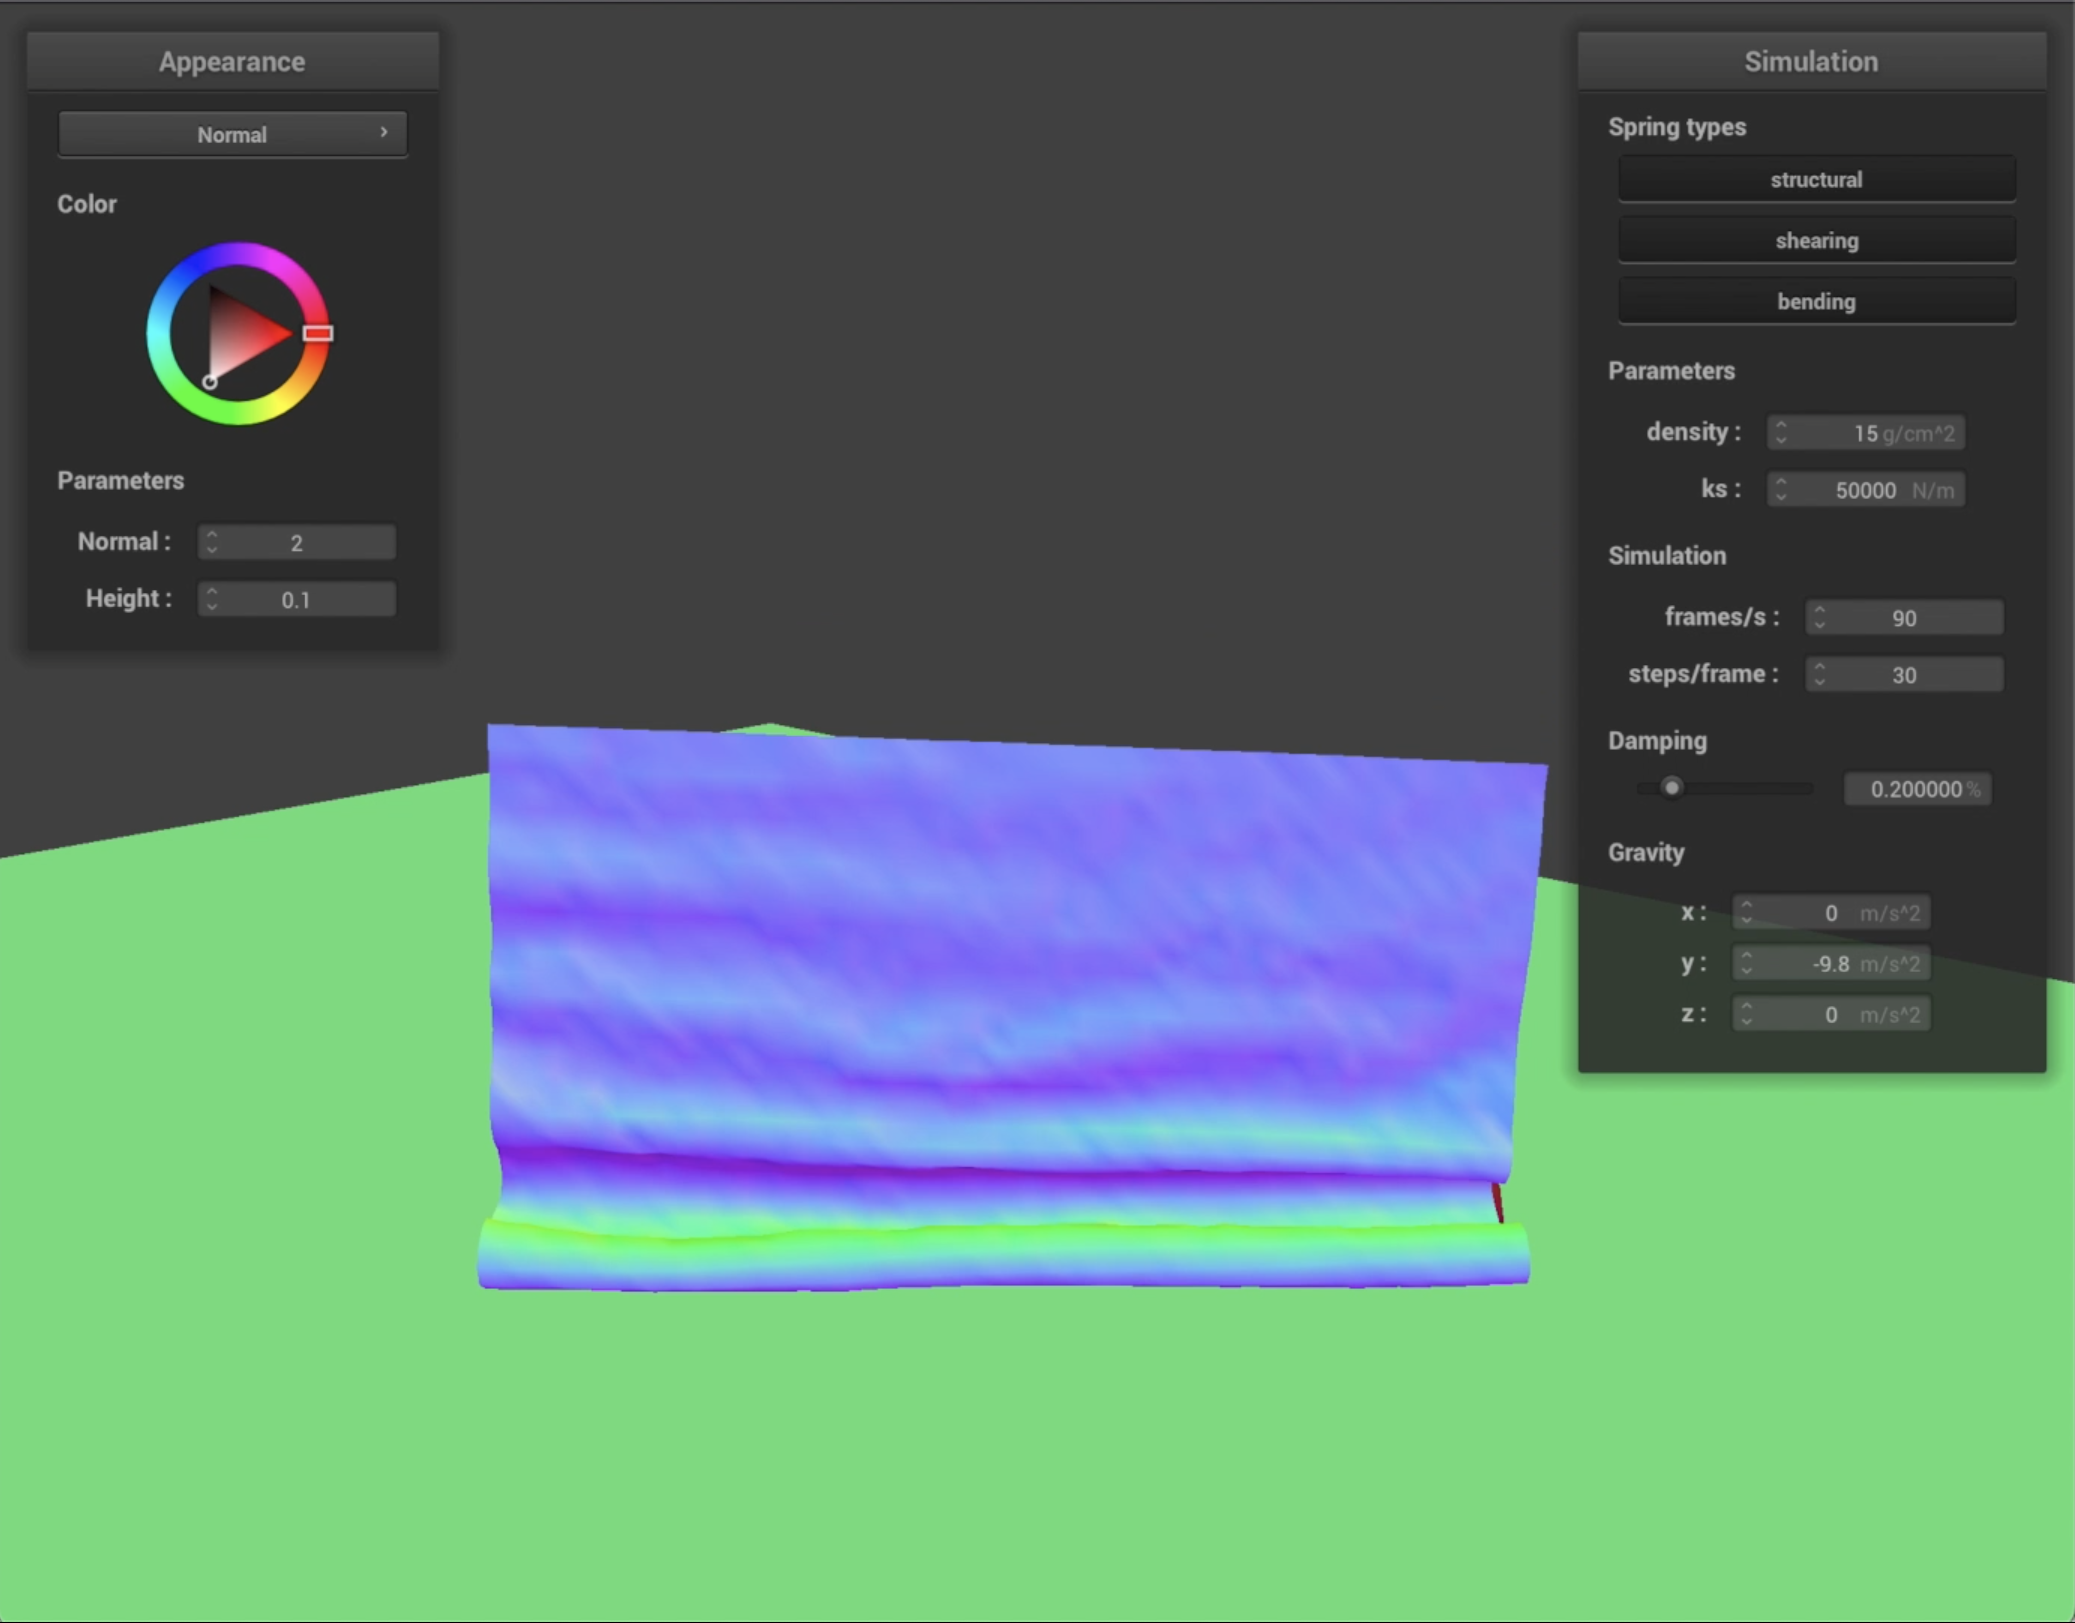 Appearance
Normal
Color
Parameters
Normal : 2
Height : 0.1
Simulation
Spring types
structural
shearing
bending
Parameters
density : 15 g/cm^2
ks : 50000 N/m
Simulation
frames/s : 90
steps/frame : 30
Damping
0.200000 %
Gravity
x : 0 m/s^2
y : -9.8 m/s^2
z : 0 m/s^2